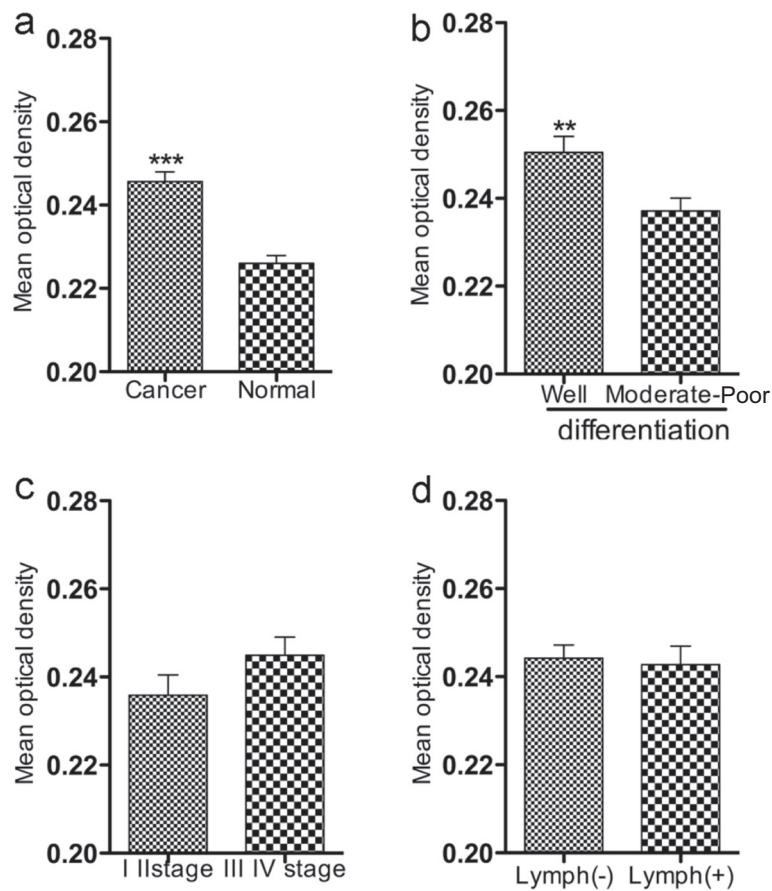 a
Mean optical density
0.28
0.26
0.24
0.22
0.20
***
Cancer Normal
b
Mean optical density
0.28
0.26
0.24
0.22
0.20
**
Well Moderate-Poor
differentiation
c
Mean optical density
0.28
0.26
0.24
0.22
0.20
I IIstage III IV stage
d
Mean optical density
0.28
0.26
0.24
0.22
0.20
Lymph(-) Lymph(+)